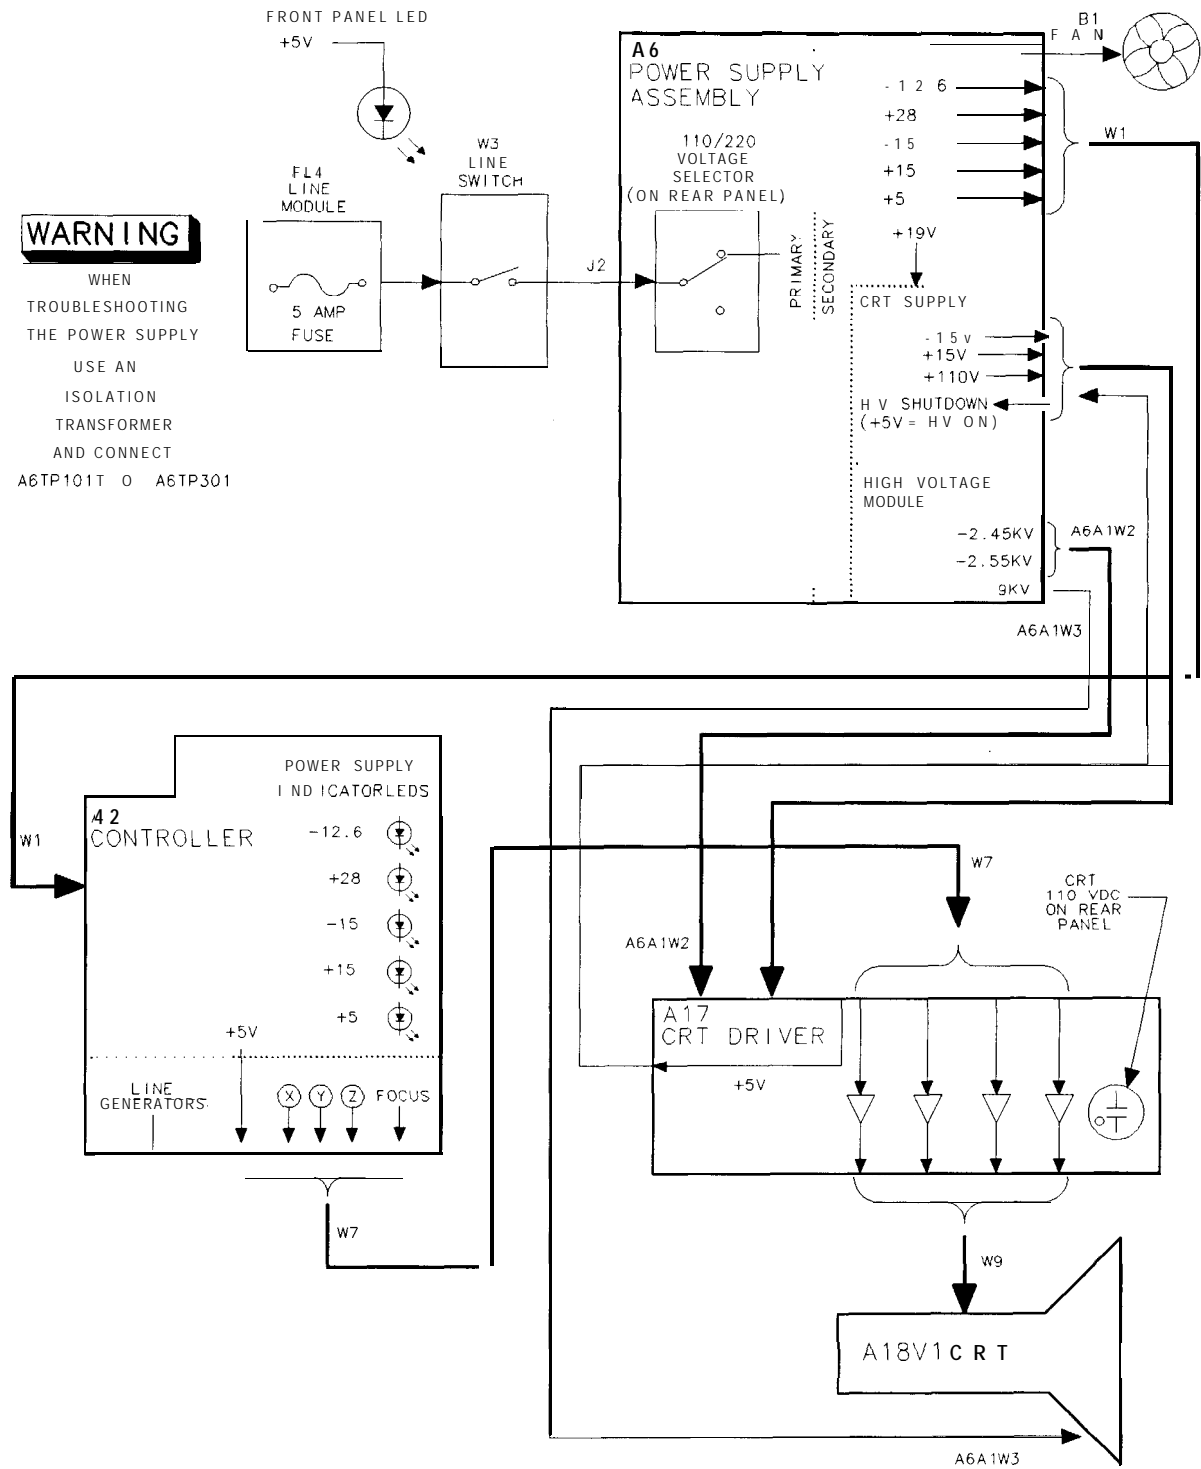 FRONT PANEL LED
+5V
B1
FAN
A6
POWER SUPPLY
ASSEMBLY
-12 6
+28
-15
+15
+5
W1
110/220
VOLTAGE
SELECTOR
(ON REAR PANEL)
W3
LINE
SWITCH
FL4
LINE
MODULE
5 AMP
FUSE
J2
PRIMARY
SECONDARY
+19V
CRT SUPPLY
-15v
+15V
+110V
HV SHUTDOWN
(+5V= HV ON)
HIGH VOLTAGE
MODULE
-2.45KV
-2.55KV
9KV
A6A1W2
A6A1W3
WARNING
WHEN
TROUBLESHOOTING
THE POWER SUPPLY
USE AN
ISOLATION
TRANSFORMER
AND CONNECT
A6TP101T O A6TP301
POWER SUPPLY
INDICATORLEDS
42
CONTROLLER
-12.6
+28
-15
+15
+5
W1
+5V
LINE
GENERATORS
X
Y
Z
FOCUS
W7
W7
CRT
110 VDC
ON REAR
PANEL
A6A1W2
A17
CRT DRIVER
+5V
W9
A18V1CRT
A6A1W3